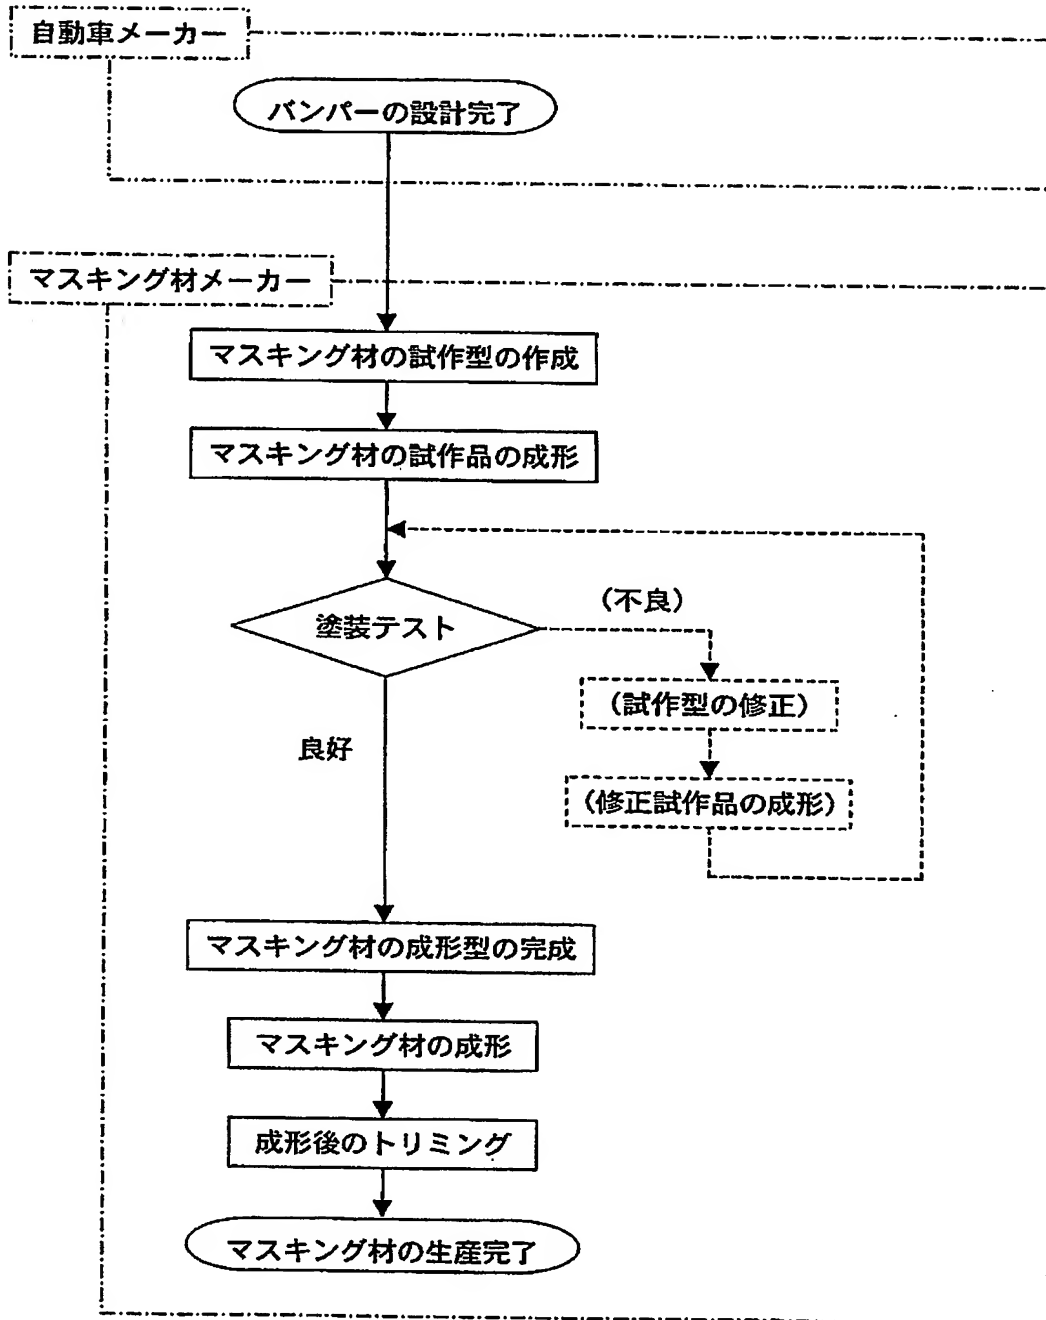 自動車メーカー
バンパーの設計完了
マスキング材メーカー
マスキング材の試作型の作成
マスキング材の試作品の成形
塗装テスト
（不良）
（試作型の修正）
良好
（修正試作品の成形）
マスキング材の成形型の完成
マスキング材の成形
成形後のトリミング
マスキング材の生産完了